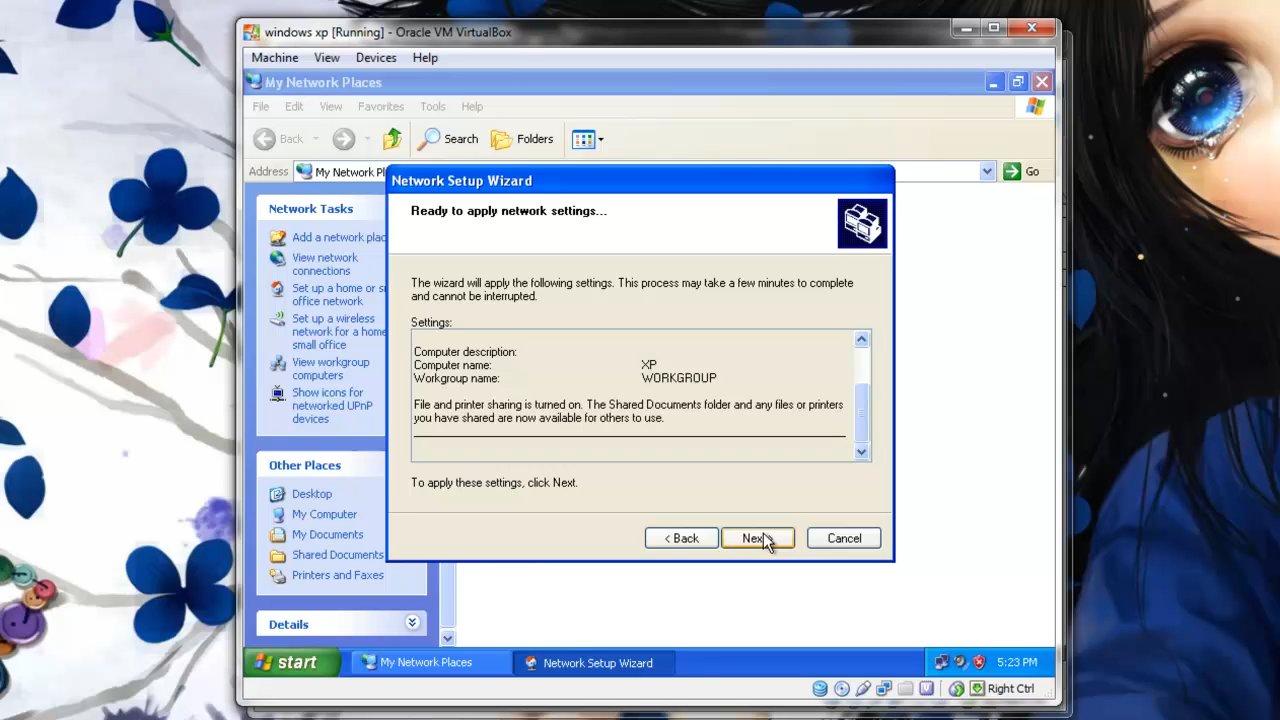 windows xp [Running] - Oracle VM VirtualBox
Machine View Devices Help
My Network Places
File Edit View Favorites Tools Help
Back Search Folders
Address My Network Pl Go
Network Setup Wizard
Ready to apply network settings...
Network Tasks
Add a network plac
View network
connections
Set up a home or s
office network
Set up a wireless
network for a home
small office
View workgroup
computers
Show icons for
networked UPnP
devices
Other Places
Desktop
My Computer
My Documents
Shared Documents
Printers and Faxes
Details
The wizard will apply the following settings. This process may take a few minutes to complete
and cannot be interrupted.
Settings:
Computer description:
Computer name: XP
Workgroup name: WORKGROUP
File and printer sharing is turned on. The Shared Documents folder and any files or printers
you have shared are now available for others to use.
To apply these settings, click Next.
< Back Next Cancel
start My Network Places Network Setup Wizard 5:23 PM
Right Ctrl